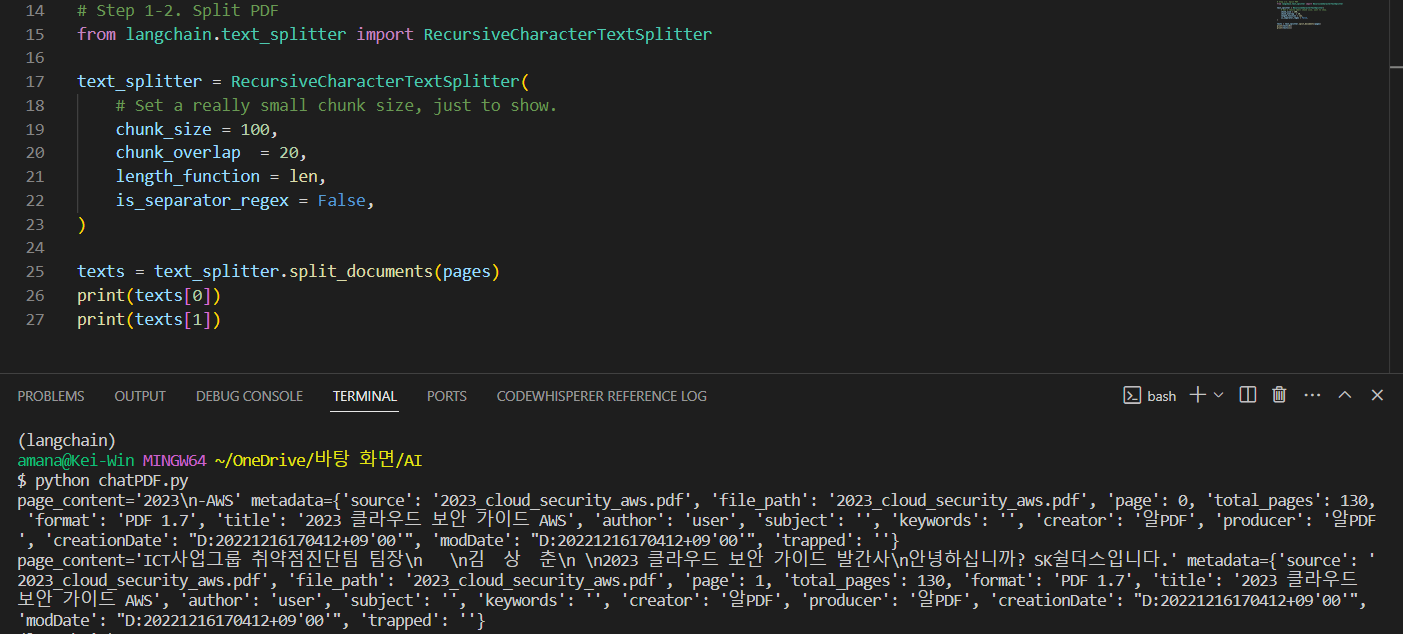 14 # Step 1-2. Split PDF
15 from langchain.text_splitter import RecursiveCharacterTextSplitter
16
17 text_splitter = RecursiveCharacterTextSplitter(
18     # Set a really small chunk size, just to show.
19     chunk_size = 100,
20     chunk_overlap  = 20,
21     length_function = len,
22     is_separator_regex = False,
23 )
24
25 texts = text_splitter.split_documents(pages)
26 print(texts[0])
27 print(texts[1])
PROBLEMS OUTPUT DEBUG CONSOLE TERMINAL PORTS CODEWHISPERER REFERENCE LOG bash
(langchain)
amana@Kei-Win MINGW64 ~/OneDrive/바탕 화면/AI
$ python chatPDF.py
page_content='2023\n-AWS' metadata={'source': '2023_cloud_security_aws.pdf', 'file_path': '2023_cloud_security_aws.pdf', 'page': 0, 'total_pages': 130,
 'format': 'PDF 1.7', 'title': '2023 클라우드 보안 가이드 AWS', 'author': 'user', 'subject': '', 'keywords': '', 'creator': '알PDF', 'producer': '알PDF
', 'creationDate': "D:20221216170412+09'00'", 'modDate': "D:20221216170412+09'00'", 'trapped': ''}
page_content='ICT사업그룹 취약점진단팀 팀장\n   \n김  상  춘\n \n2023 클라우드 보안 가이드 발간사\n안녕하십니까? SK쉴더스입니다.' metadata={'source': '
2023_cloud_security_aws.pdf', 'file_path': '2023_cloud_security_aws.pdf', 'page': 1, 'total_pages': 130, 'format': 'PDF 1.7', 'title': '2023 클라우드
보안 가이드 AWS', 'author': 'user', 'subject': '', 'keywords': '', 'creator': '알PDF', 'producer': '알PDF', 'creationDate': "D:20221216170412+09'00'",
'modDate': "D:20221216170412+09'00'", 'trapped': ''}